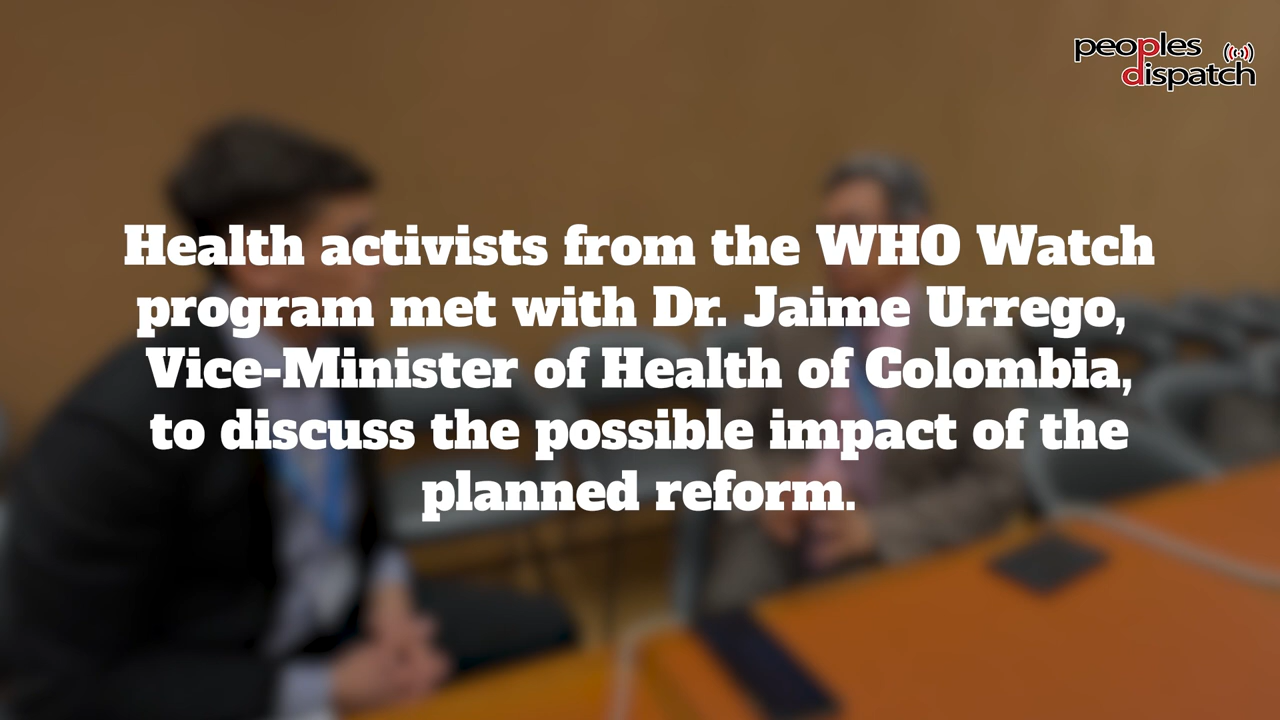 peoples
dispatch
Health activists from the WHO Watch
program met with Dr. Jaime Urrego,
Vice-Minister of Health of Colombia,
to discuss the possible impact of the
planned reform.